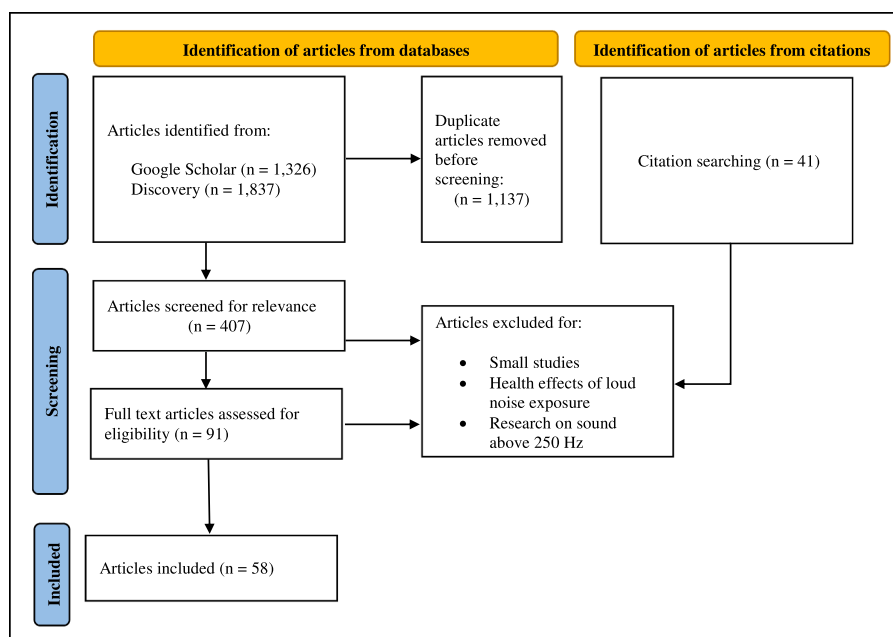 Identification of articles from databases
Identification of articles from citations
Identification
Articles identified from:
Google Scholar (n = 1,326)
Discovery (n = 1,837)
Duplicate
articles removed
before
screening:
(n = 1,137)
Citation searching (n = 41)
Screening
Articles screened for relevance
(n = 407)
Articles excluded for:
• Small studies
• Health effects of loud
noise exposure
• Research on sound
above 250 Hz
Full text articles assessed for
eligibility (n = 91)
Included
Articles included (n = 58)